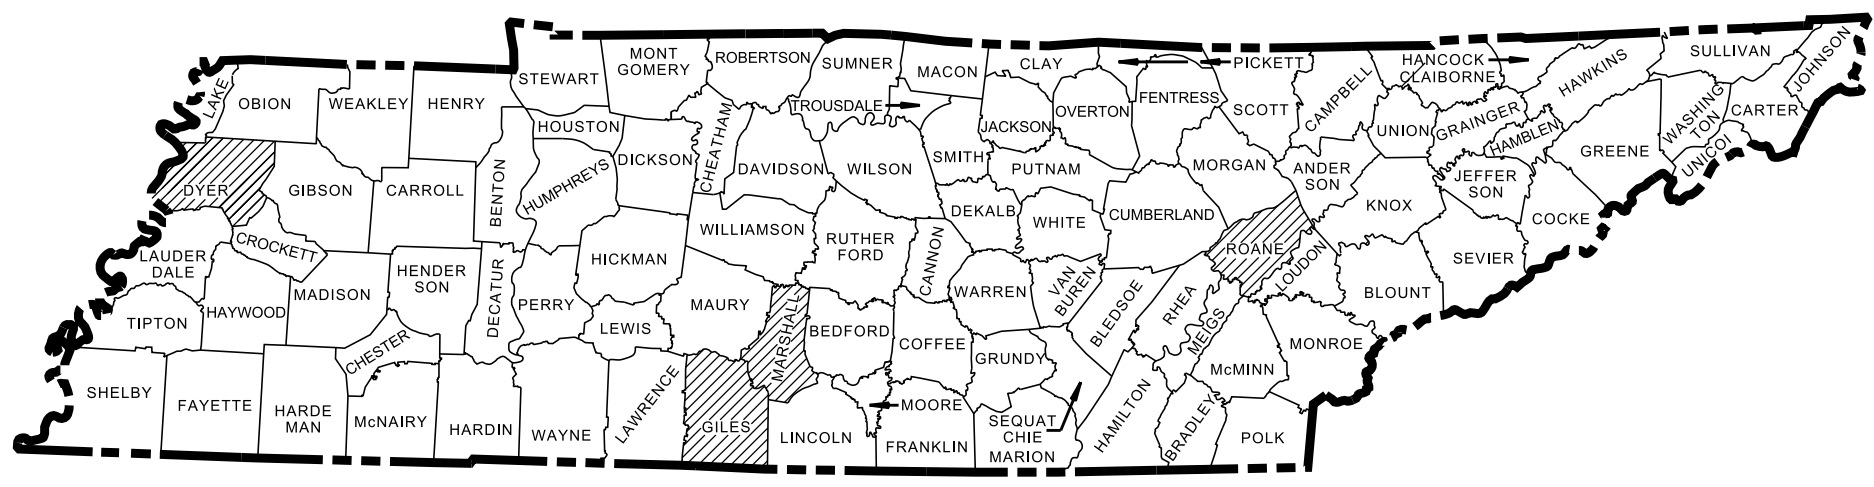 LAKE
OBION
WEAKLEY
HENRY
STEWART
MONT
GOMERY
ROBERTSON
SUMNER
MACON
CLAY
PICKETT
HANCOCK
CLAIBORNE
HAWKINS
SULLIVAN
JOHNSON
TROUSDALE
OVERTON
FENTRESS
SCOTT
CAMPBELL
UNION
GRAINGER
HAMBLEN
WASHING
TON
CARTER
UNICOI
GREENE
HOUSTON
DICKSON
CHEATHAM
DAVIDSON
WILSON
SMITH
JACKSON
PUTNAM
MORGAN
ANDER
SON
JEFFER
SON
COCKE
KNOX
DYER
GIBSON
CARROLL
BENTON
HUMPHREYS
DEKALB
WHITE
CUMBERLAND
ROANE
LOUDON
SEVIER
BLOUNT
LAUDER
DALE
CROCKETT
HENDER
SON
DECATUR
HICKMAN
WILLIAMSON
RUTHER
FORD
CANNON
WARREN
VAN
BUREN
BLEDSOE
RHEA
MEIGS
MONROE
TIPTON
HAYWOOD
MADISON
PERRY
LEWIS
MAURY
MARSHALL
BEDFORD
COFFEE
GRUNDY
McMINN
CHESTER
SHELBY
FAYETTE
HARDE
MAN
McNAIRY
HARDIN
WAYNE
LAWRENCE
GILES
LINCOLN
MOORE
FRANKLIN
SEQUAT
CHIE
MARION
HAMILTON
BRADLEY
POLK